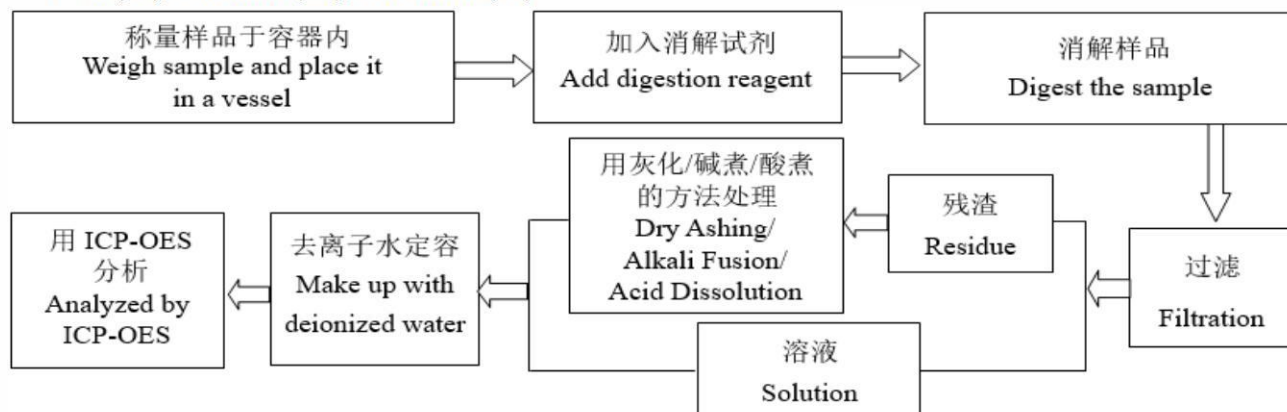 称量样品于容器内
Weigh sample and place it
in a vessel
加入消解试剂
Add digestion reagent
消解样品
Digest the sample
过滤
Filtration
残渣
Residue
用灰化/碱煮/酸煮
的方法处理
Dry Ashing/
Alkali Fusion/
Acid Dissolution
溶液
Solution
去离子水定容
Make up with
deionized water
用 ICP-OES
分析
Analyzed by
ICP-OES